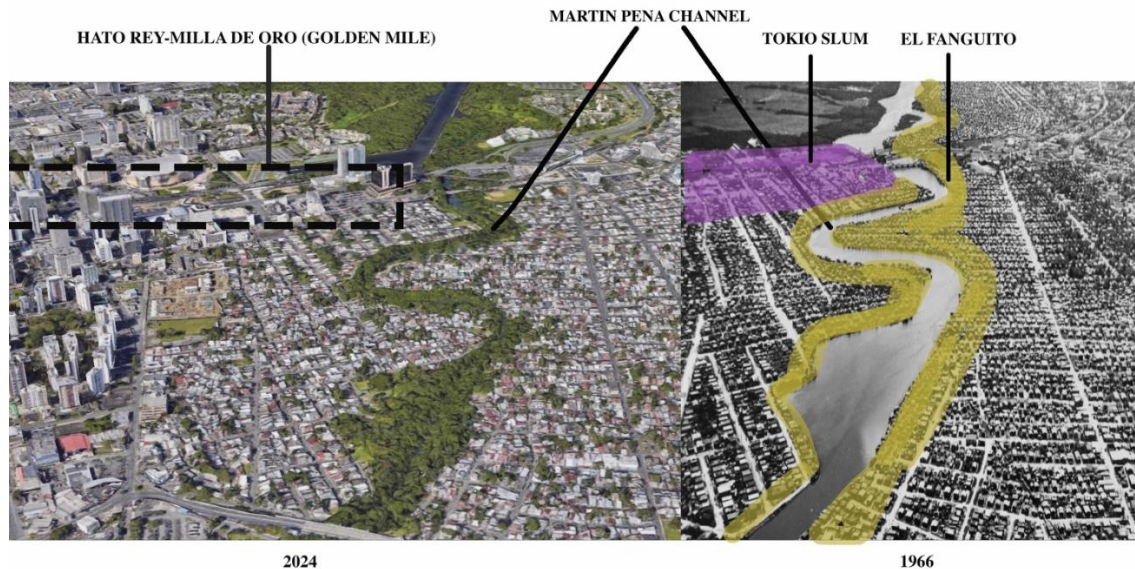 MARTIN PENA CHANNEL
HATO REY-MILLA DE ORO (GOLDEN MILE)
TOKIO SLUM
EL FANGUITO
2024
1966